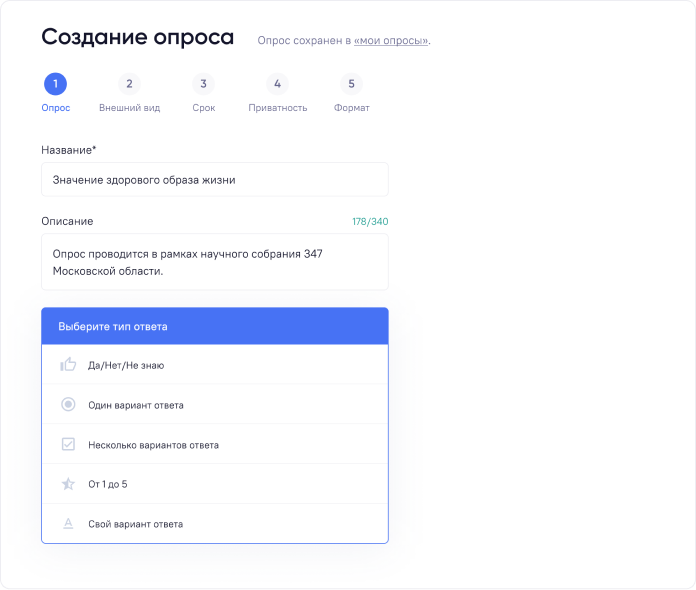 Создание опроса
Опрос сохранен в «мои опросы».
1 2 3 4 5
Опрос Внешний вид Срок Приватность Формат
Название*
Значение здорового образа жизни
Описание 178/340
Опрос проводится в рамках научного собрания 347
Московской области.
Выберите тип ответа
Да/Нет/Не знаю
Один вариант ответа
Несколько вариантов ответа
От 1 до 5
Свой вариант ответа